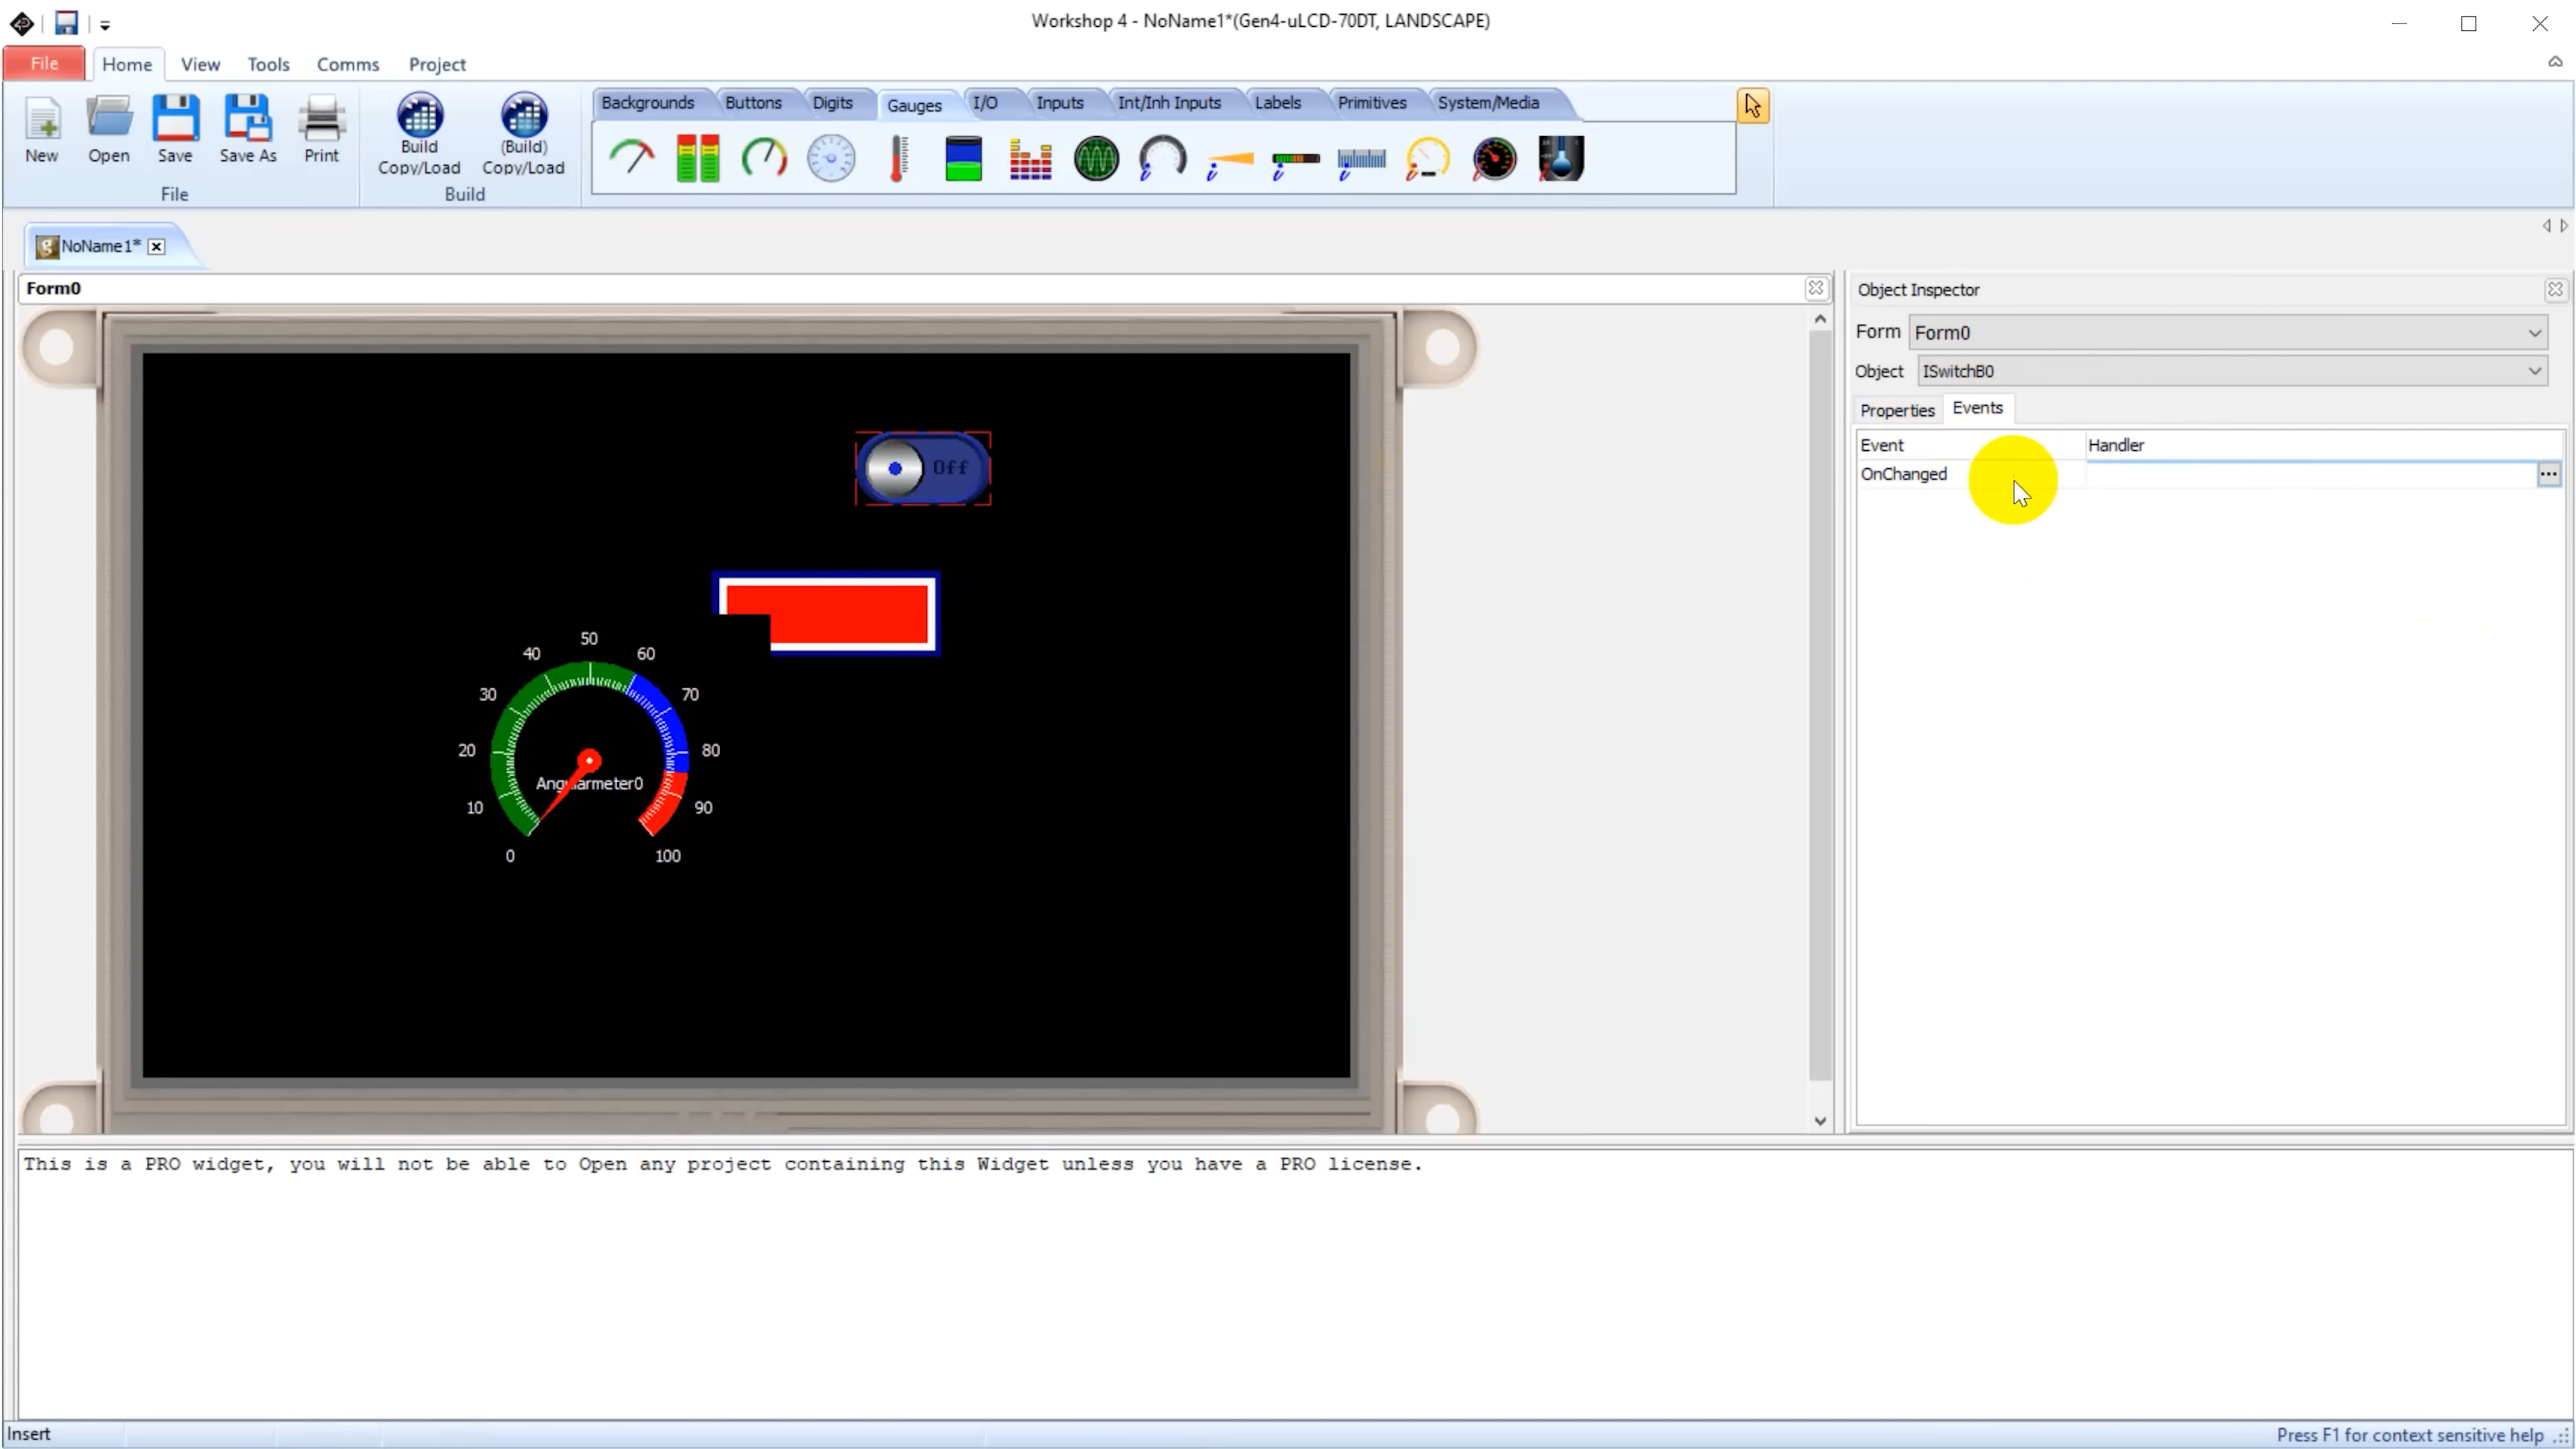 Workshop 4 - NoName1*(Gen4-uLCD-70DT, LANDSCAPE)
File Home View Tools Comms Project
New Open Save Save As Print
File
Build Copy/Load
(Build) Copy/Load
Build
Backgrounds Buttons Digits Gauges I/O Inputs Int/Inh Inputs Labels Primitives System/Media
NoName1*
Form0
Off
50
40 60
30 70
20 80
Angularmeter0
10 90
0 100
Object Inspector
Form Form0
Object ISwitchB0
Properties Events
Event Handler
OnChanged ...
This is a PRO widget, you will not be able to Open any project containing this Widget unless you have a PRO license.
Insert Press F1 for context sensitive help